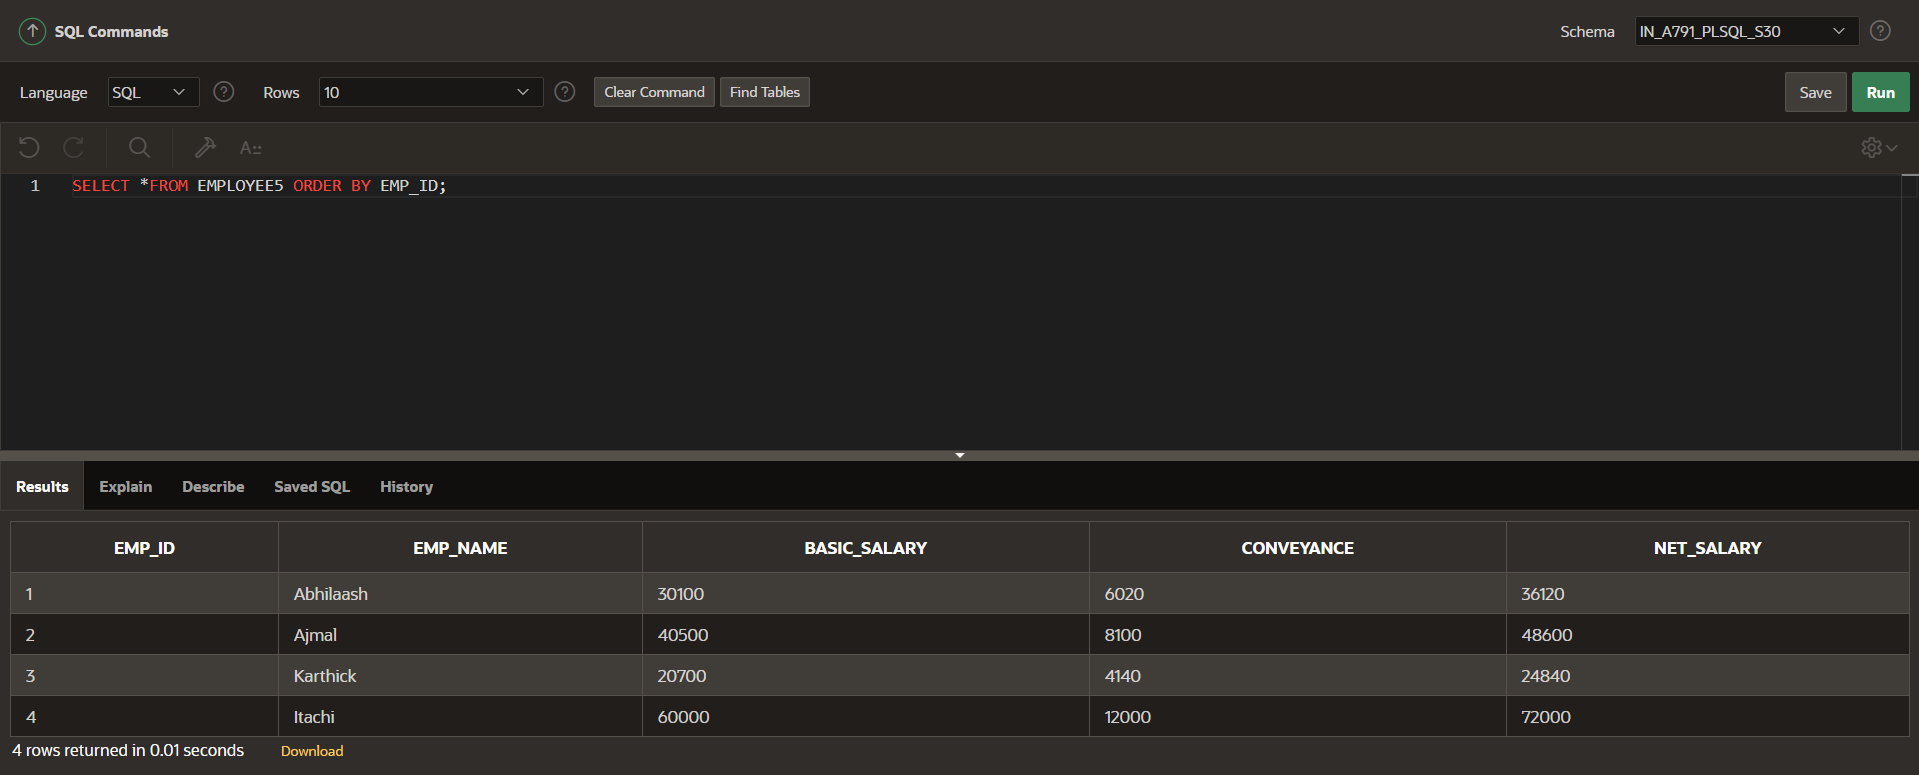 SQL Commands Schema IN_A791_PLSQL_S30 ?
Language SQL ? Rows 10 ? Clear Command Find Tables Save Run
A::
1 SELECT *FROM EMPLOYEE5 ORDER BY EMP_ID;
Results Explain Describe Saved SQL History
EMP_ID EMP_NAME BASIC_SALARY CONVEYANCE NET_SALARY
1 Abhilaash 30100 6020 36120
2 Ajmal 40500 8100 48600
3 Karthick 20700 4140 24840
4 Itachi 60000 12000 72000
4 rows returned in 0.01 seconds Download